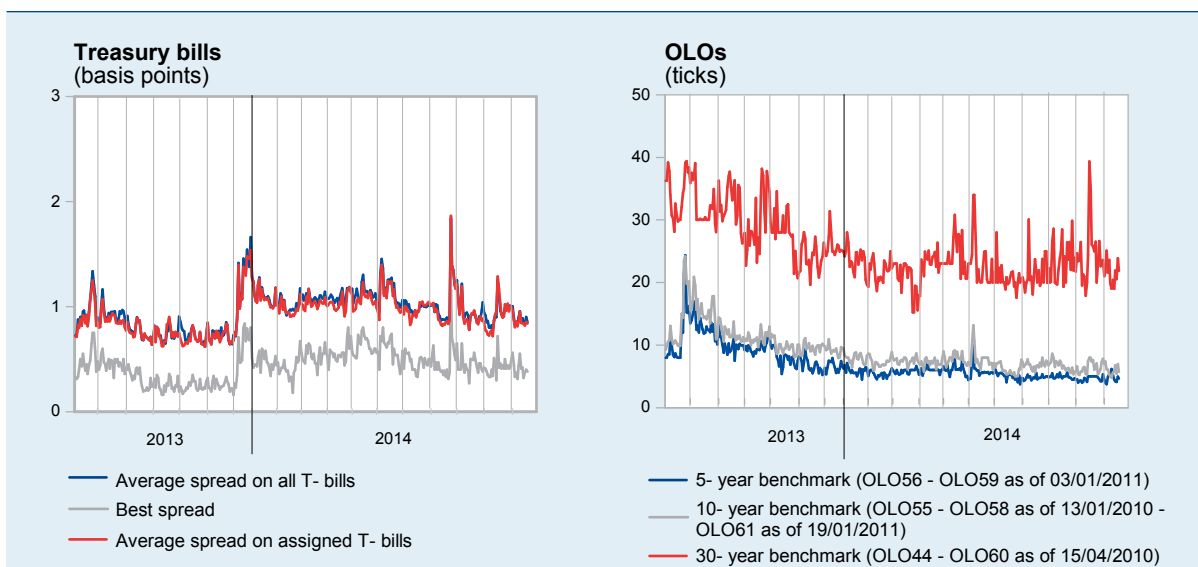 Treasury bills
(basis points)
3
2
1
0
2013
2014
Average spread on all T- bills
Best spread
Average spread on assigned T- bills
OLOs
(ticks)
50
40
30
20
10
0
2013
2014
5- year benchmark (OLO56 - OLO59 as of 03/01/2011)
10- year benchmark (OLO55 - OLO58 as of 13/01/2010 -
OLO61 as of 19/01/2011)
30- year benchmark (OLO44 - OLO60 as of 15/04/2010)